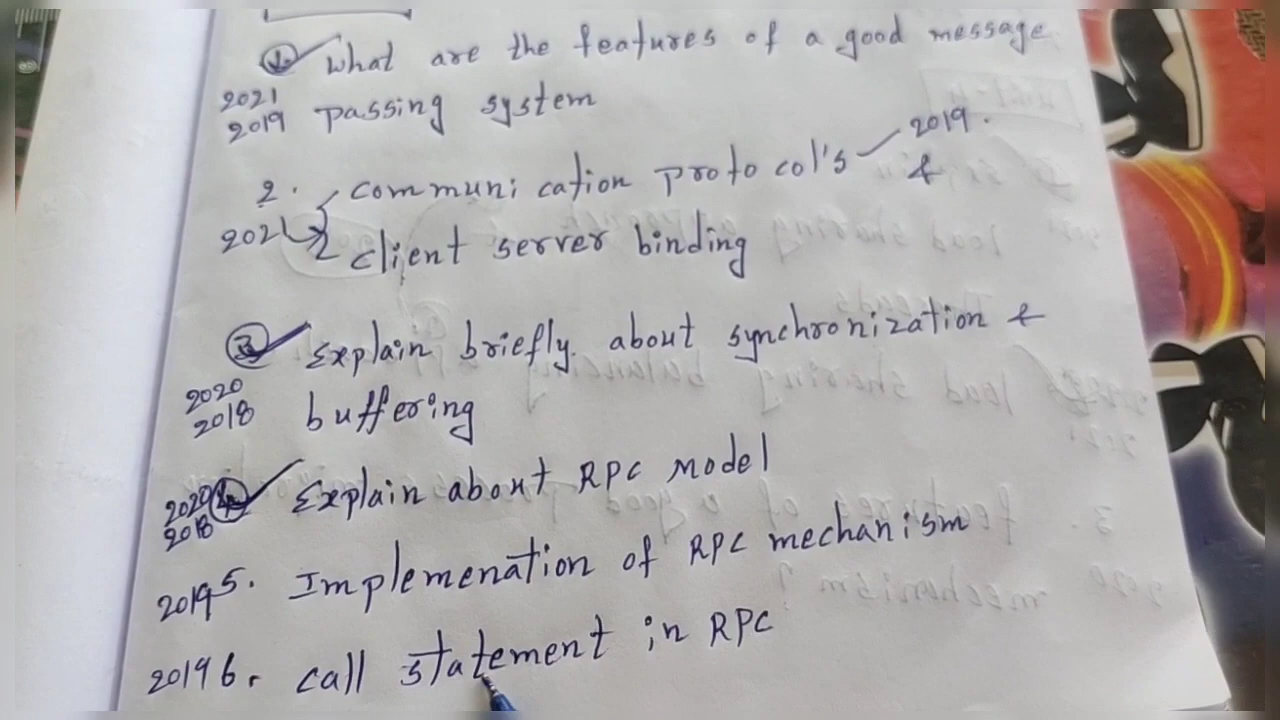 1. What are the features of a good message
2021
2019 passing system
2. communication protocol's 2019.
&
2021 client server binding
3 Explain briefly. about synchronization &
2020
2018 buffering
2020 4 Explain about RPC Model
2018
2019 5. Implemenation of RPC mechanism
2019 6. call statement in RPC